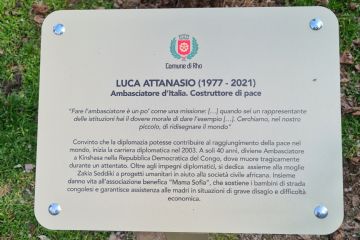 Comune di Rho
LUCA ATTANASIO (1977 - 2021)
Ambasciatore d'Italia. Costruttore di pace
"Fare l'ambasciatore è un po' come una missione: [...] quando sei un rappresentante
delle istituzioni hai il dovere morale di dare l'esempio [...]. Cerchiamo, nel nostro
piccolo, di ridisegnare il mondo"
Convinto che la diplomazia potesse contribuire al raggiungimento della pace nel
mondo, inizia la carriera diplomatica nel 2003. A soli 40 anni, diviene Ambasciatore
a Kinshasa nella Repubblica Democratica del Congo, dove muore tragicamente
durante un attentato. Oltre agli impegni diplomatici, si dedica assieme alla moglie
Zakia Seddiki a progetti umanitari in aiuto alla società civile africana. Insieme
danno vita all'associazione benefica "Mama Sofia", che sostiene i bambini di strada
congolesi e garantisce assistenza alle madri in situazioni di grave disagio e difficoltà
economica.